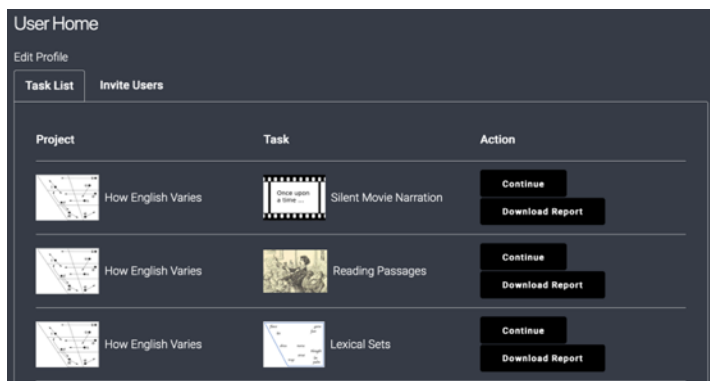 User Home
Edit Profile
Task List Invite Users
Project Task Action
How English Varies Once upon a time ... Silent Movie Narration Continue
Download Report
How English Varies Reading Passages Continue
Download Report
How English Varies Lexical Sets Continue
Download Report